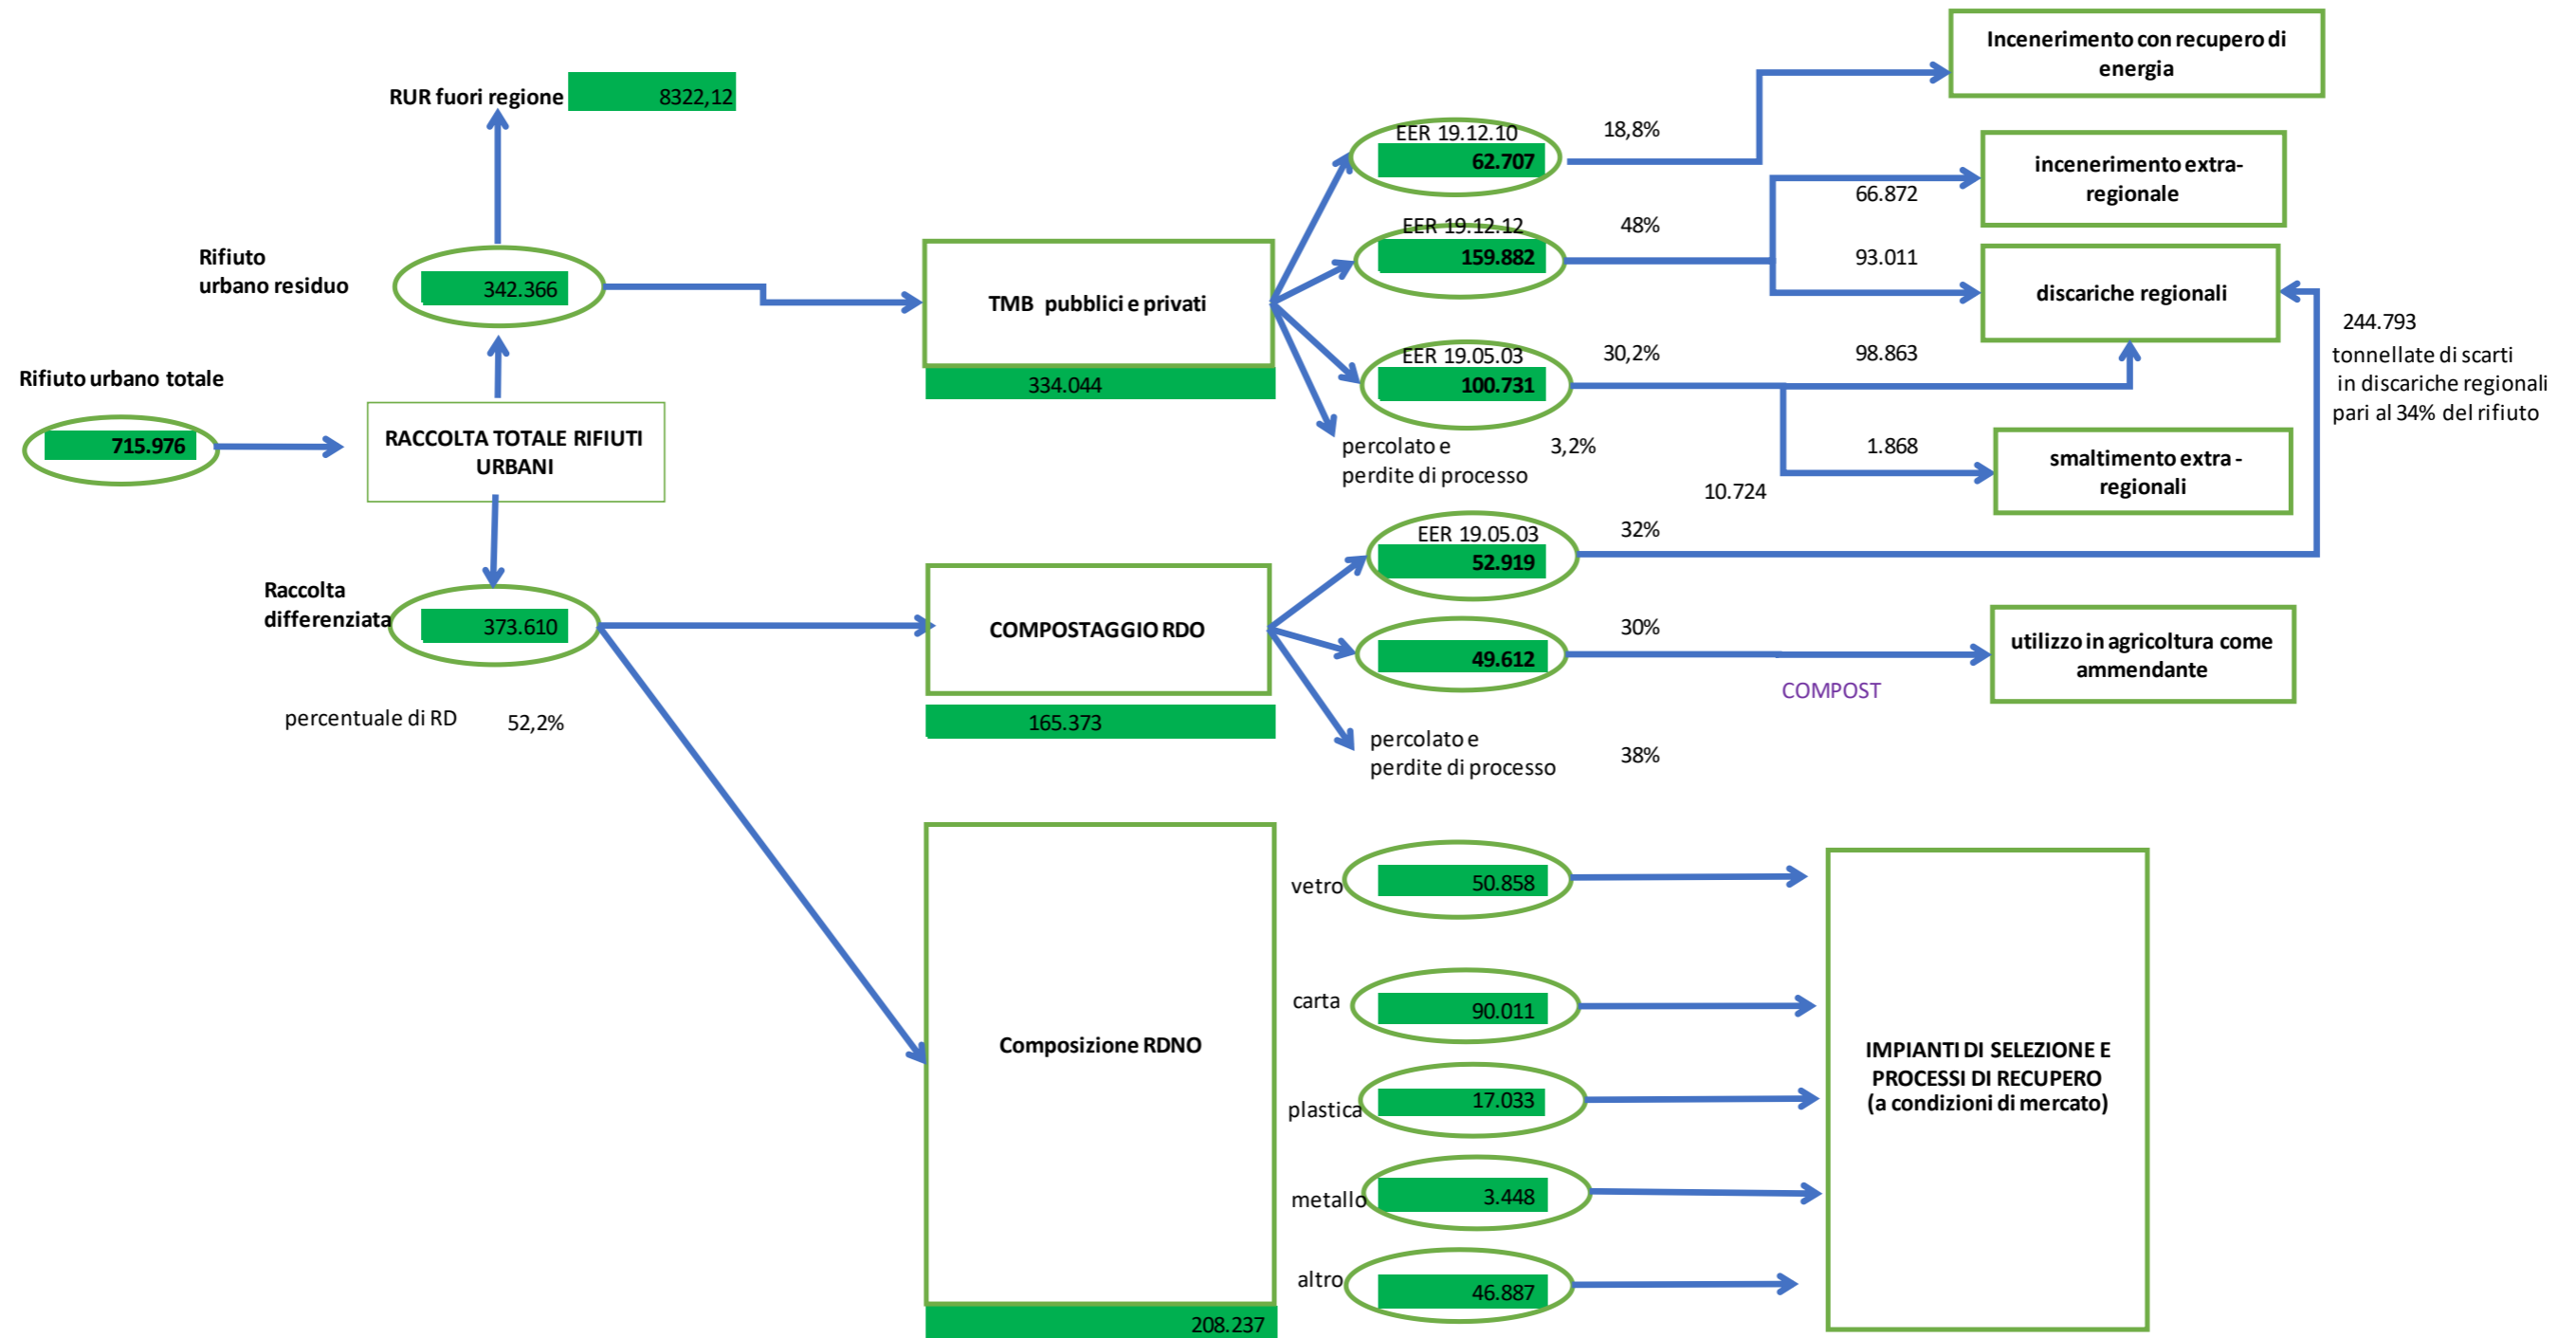 Incenerimento con recupero di
energia
RUR fuori regione 8322,12
EER 19.12.10 18,8%
62.707
incenerimento extra-
regionale
66.872
EER 19.12.12 48%
159.882
93.011
discariche regionali
Rifiuto
urbano residuo
342.366
TMB pubblici e privati
334.044
244.793
tonnellate di scarti
in discariche regionali
pari al 34% del rifiuto
EER 19.05.03 30,2% 98.863
100.731
Rifiuto urbano totale
715.976
RACCOLTA TOTALE RIFIUTI
URBANI
percolato e 3,2%
perdite di processo
1.868
smaltimento extra -
regionali
10.724
EER 19.05.03 32%
52.919
Raccolta
differenziata
373.610
COMPOSTAGGIO RDO
165.373
30%
49.612
COMPOST
utilizzo in agricoltura come
ammendante
percentuale di RD 52,2%
percolato e
perdite di processo 38%
vetro 50.858
carta 90.011
Composizione RDNO
208.237
plastica 17.033
metallo 3.448
altro 46.887
IMPIANTI DI SELEZIONE E
PROCESSI DI RECUPERO
(a condizioni di mercato)